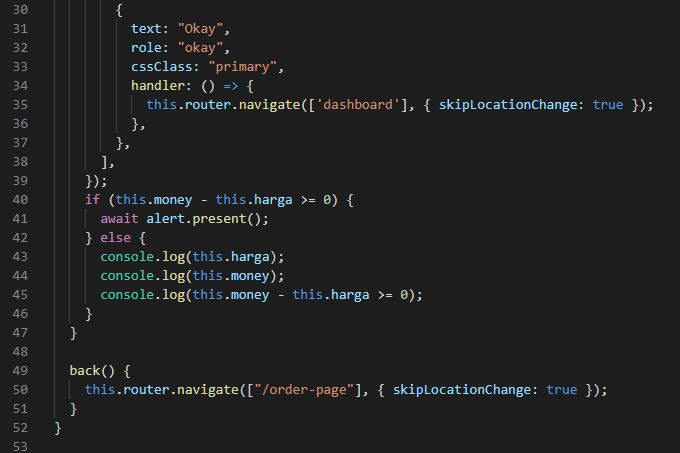 30 {
31 text: "Okay",
32 role: "okay",
33 cssClass: "primary",
34 handler: () => {
35 this.router.navigate(['dashboard'], { skipLocationChange: true });
36 },
37 },
38 ],
39 });
40 if (this.money - this.harga >= 0) {
41 await alert.present();
42 } else {
43 console.log(this.harga);
44 console.log(this.money);
45 console.log(this.money - this.harga >= 0);
46 }
47 }
48
49 back() {
50 this.router.navigate(["/order-page"], { skipLocationChange: true });
51 }
52 }
53